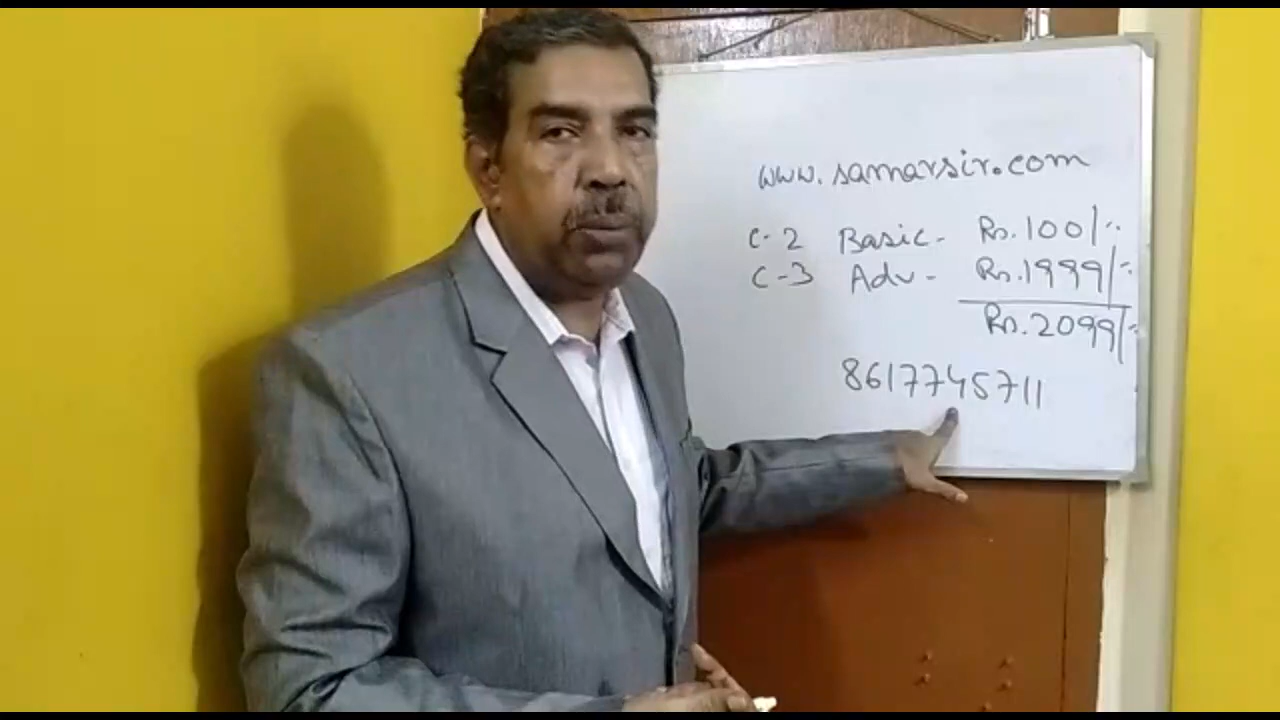 www.samarsir.com
C-2 Basic - Rs.100/-
C-3 Adv - Rs.1999/-
Rs.2099/-
8617745711